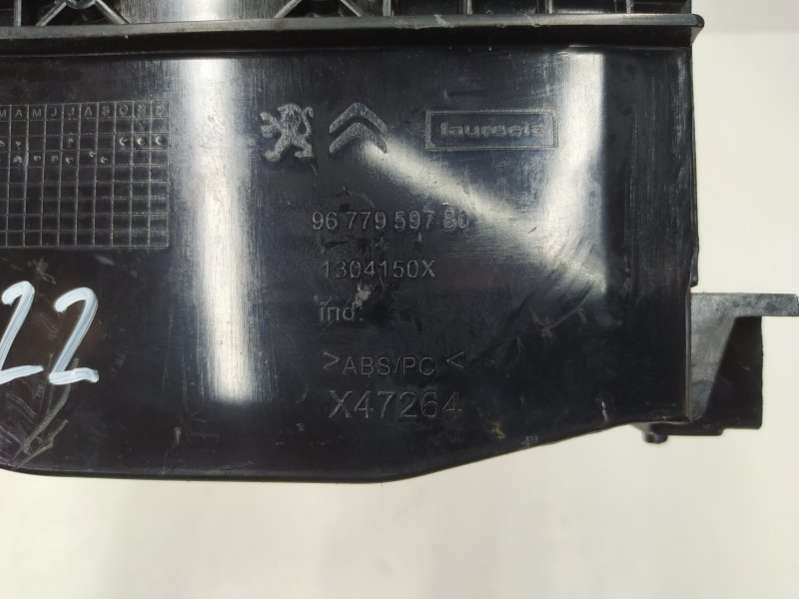 M A M J J A S O N D
faurecia
96 779 597 80
1304150X
Ind:
>ABS/PC<
X47264
22